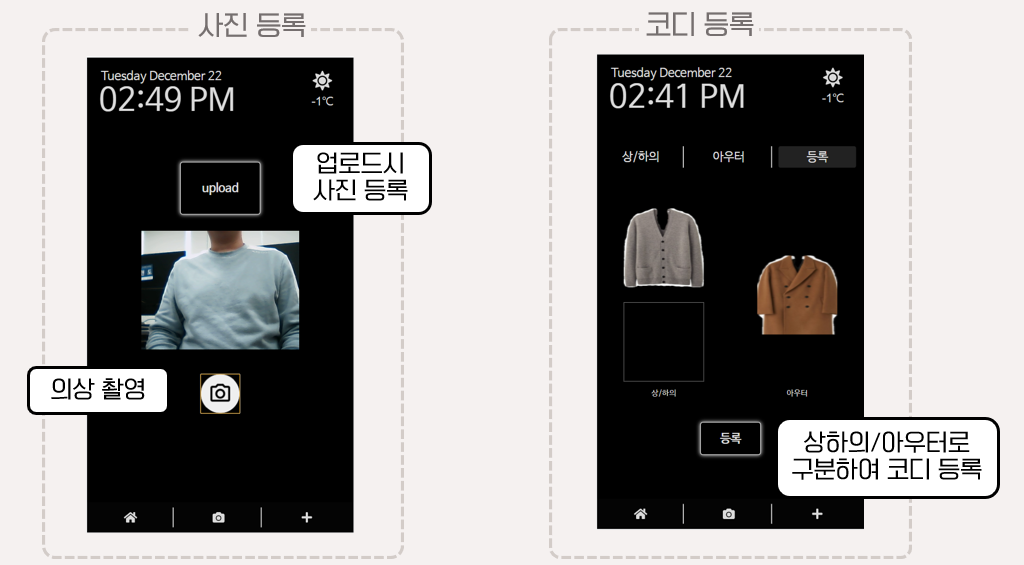 사진 등록
Tuesday December 22
02:49 PM
-1℃
upload
업로드시
사진 등록
의상 촬영
코디 등록
Tuesday December 22
02:41 PM
-1℃
상/하의
아우터
등록
상/하의
아우터
등록
상하의/아우터로
구분하여 코디 등록